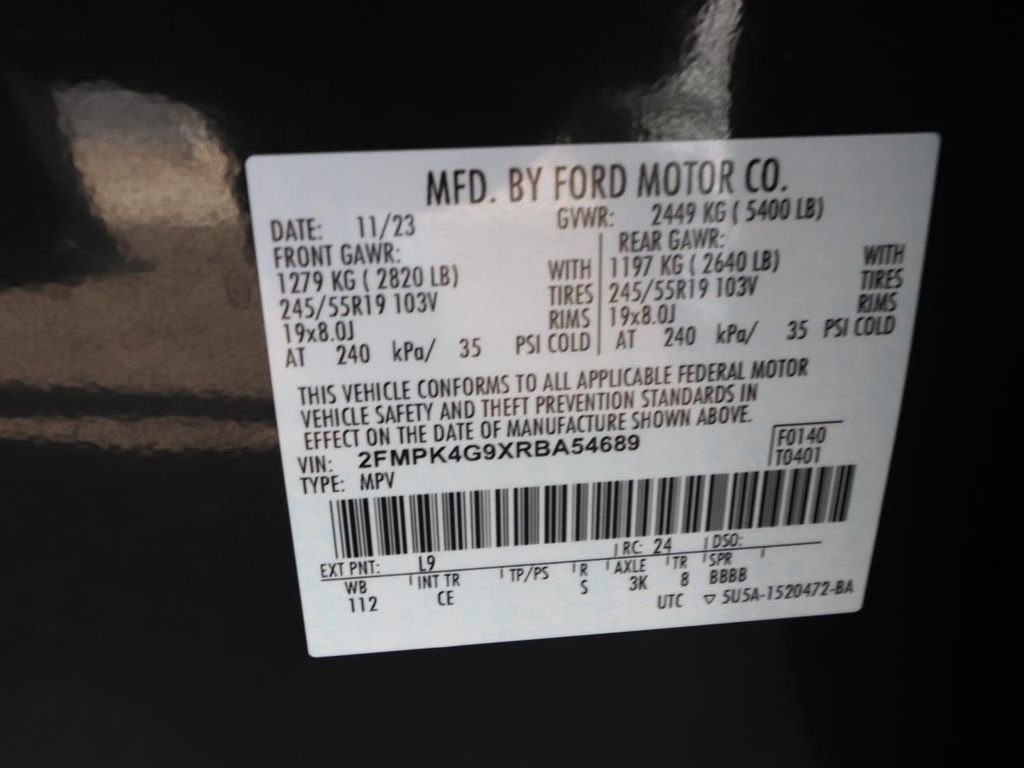 MFD. BY FORD MOTOR CO.
DATE: 11/23 GVWR: 2449 KG ( 5400 LB)
FRONT GAWR: REAR GAWR:
1279 KG ( 2820 LB) WITH 1197 KG ( 2640 LB) WITH
245/55R19 103V TIRES 245/55R19 103V TIRES
19x8.0J RIMS 19x8.0J RIMS
AT 240 kPa/ 35 PSI COLD AT 240 kPa/ 35 PSI COLD
THIS VEHICLE CONFORMS TO ALL APPLICABLE FEDERAL MOTOR
VEHICLE SAFETY AND THEFT PREVENTION STANDARDS IN
EFFECT ON THE DATE OF MANUFACTURE SHOWN ABOVE.
VIN: 2FMPK4G9XRBA54689 F0140
TYPE: MPV T0401
EXT PNT: L9 RC: 24 DSO:
WB INT TR TP/PS R AXLE TR SPR
112 CE S 3K 8 BBBB
UTC ▽ 5U5A-1520472-BA